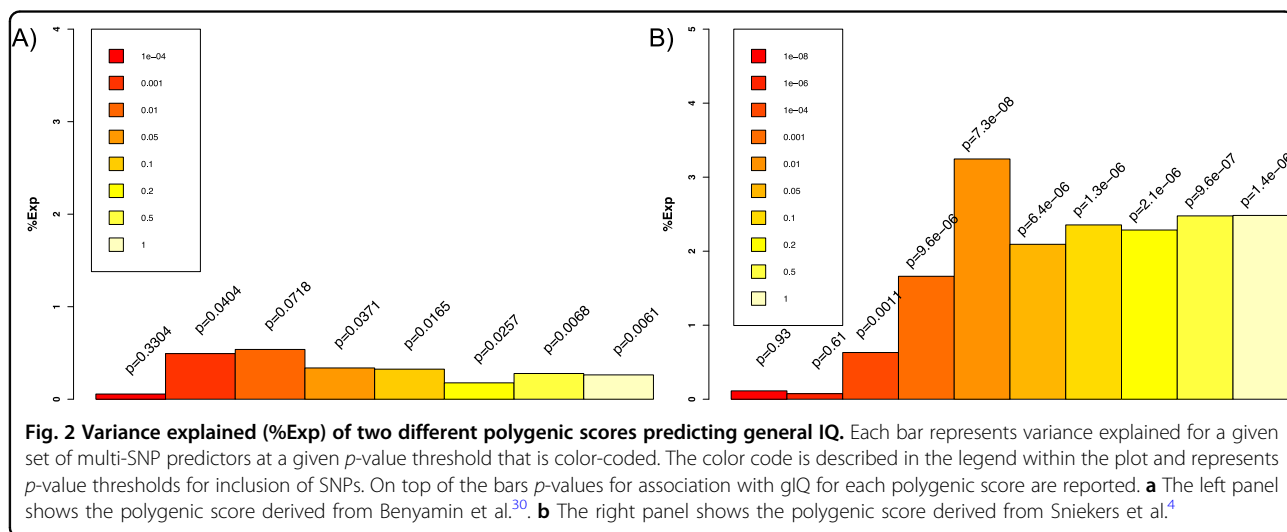 A)
%Exp
0
1
2
3
4
1e−04
0.001
0.01
0.05
0.1
0.2
0.5
1
p=0.3304
p=0.0404
p=0.0718
p=0.0371
p=0.0165
p=0.0257
p=0.0068
p=0.0061
B)
%Exp
0
1
2
3
4
5
1e−08
1e−06
1e−04
0.001
0.01
0.05
0.1
0.2
0.5
1
p=0.93
p=0.61
p=0.0011
p=9.6e−06
p=7.3e−08
p=6.4e−06
p=1.3e−06
p=2.1e−06
p=9.6e−07
p=1.4e−06
Fig. 2 Variance explained (%Exp) of two different polygenic scores predicting general IQ. Each bar represents variance explained for a given
set of multi-SNP predictors at a given p-value threshold that is color-coded. The color code is described in the legend within the plot and represents
p-value thresholds for inclusion of SNPs. On top of the bars p-values for association with gIQ for each polygenic score are reported. a The left panel
shows the polygenic score derived from Benyamin et al.30. b The right panel shows the polygenic score derived from Sniekers et al.4